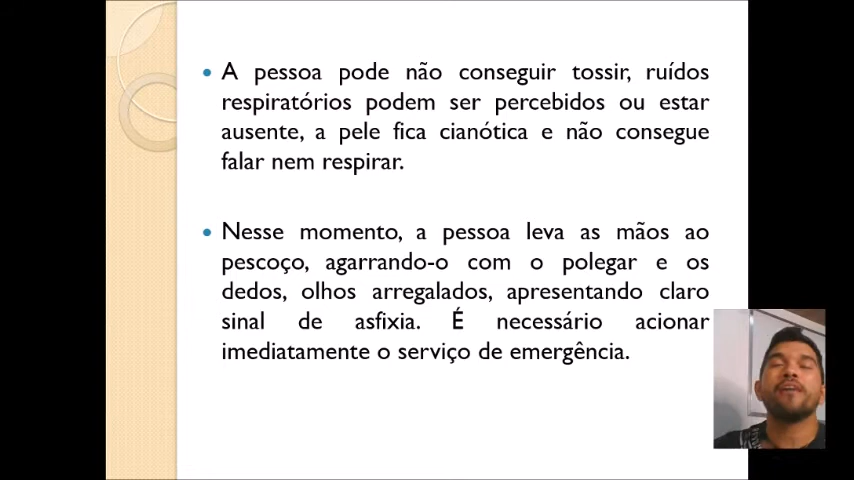 A pessoa pode não conseguir tossir, ruídos
respiratórios podem ser percebidos ou estar
ausente, a pele fica cianótica e não consegue
falar nem respirar.
Nesse momento, a pessoa leva as mãos ao
pescoço, agarrando-o com o polegar e os
dedos, olhos arregalados, apresentando claro
sinal de asfixia. É necessário acionar
imediatamente o serviço de emergência.